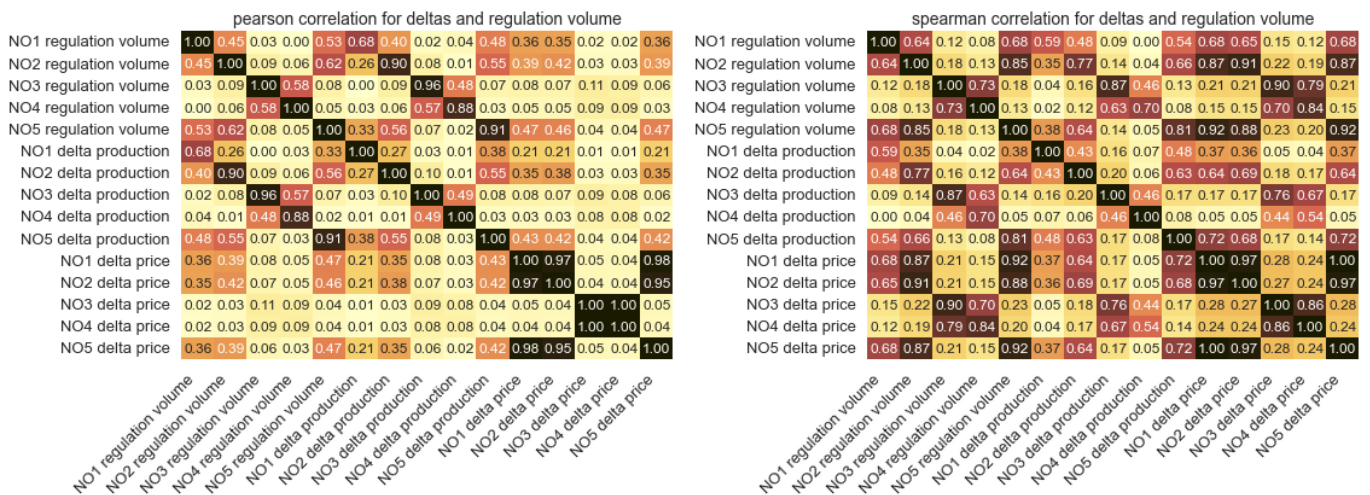 pearson correlation for deltas and regulation volume
NO1 regulation volume 1.00 0.45 0.03 0.00 0.53 0.68 0.40 0.02 0.04 0.48 0.36 0.35 0.02 0.02 0.36
NO2 regulation volume 0.45 1.00 0.09 0.06 0.62 0.26 0.90 0.08 0.01 0.55 0.39 0.42 0.03 0.03 0.39
NO3 regulation volume 0.03 0.09 1.00 0.58 0.08 0.00 0.09 0.96 0.48 0.07 0.08 0.07 0.11 0.09 0.06
NO4 regulation volume 0.00 0.06 0.58 1.00 0.05 0.03 0.06 0.57 0.88 0.03 0.05 0.05 0.09 0.09 0.03
NO5 regulation volume 0.53 0.62 0.08 0.05 1.00 0.33 0.56 0.07 0.02 0.91 0.47 0.46 0.04 0.04 0.47
NO1 delta production 0.68 0.26 0.00 0.03 0.33 1.00 0.27 0.03 0.01 0.38 0.21 0.21 0.01 0.01 0.21
NO2 delta production 0.40 0.90 0.09 0.06 0.56 0.27 1.00 0.10 0.01 0.55 0.35 0.38 0.03 0.03 0.35
NO3 delta production 0.02 0.08 0.96 0.57 0.07 0.03 0.10 1.00 0.49 0.08 0.08 0.07 0.09 0.08 0.06
NO4 delta production 0.04 0.01 0.48 0.88 0.02 0.01 0.01 0.49 1.00 0.03 0.03 0.03 0.08 0.08 0.02
NO5 delta production 0.48 0.55 0.07 0.03 0.91 0.38 0.55 0.08 0.03 1.00 0.43 0.42 0.04 0.04 0.42
NO1 delta price 0.36 0.39 0.08 0.05 0.47 0.21 0.35 0.08 0.03 0.43 1.00 0.97 0.05 0.04 0.98
NO2 delta price 0.35 0.42 0.07 0.05 0.46 0.21 0.38 0.07 0.03 0.42 0.97 1.00 0.04 0.04 0.95
NO3 delta price 0.02 0.03 0.11 0.09 0.04 0.01 0.03 0.09 0.08 0.04 0.05 0.04 1.00 1.00 0.05
NO4 delta price 0.02 0.03 0.09 0.09 0.04 0.01 0.03 0.08 0.08 0.04 0.04 0.04 1.00 1.00 0.04
NO5 delta price 0.36 0.39 0.06 0.03 0.47 0.21 0.35 0.06 0.02 0.42 0.98 0.95 0.05 0.04 1.00
NO1 regulation volume
NO2 regulation volume
NO3 regulation volume
NO4 regulation volume
NO5 regulation volume
NO1 delta production
NO2 delta production
NO3 delta production
NO4 delta production
NO5 delta production
NO1 delta price
NO2 delta price
NO3 delta price
NO4 delta price
NO5 delta price
spearman correlation for deltas and regulation volume
NO1 regulation volume 1.00 0.64 0.12 0.08 0.68 0.59 0.48 0.09 0.00 0.54 0.68 0.65 0.15 0.12 0.68
NO2 regulation volume 0.64 1.00 0.18 0.13 0.85 0.35 0.77 0.14 0.04 0.66 0.87 0.91 0.22 0.19 0.87
NO3 regulation volume 0.12 0.18 1.00 0.73 0.18 0.04 0.16 0.87 0.46 0.13 0.21 0.21 0.90 0.79 0.21
NO4 regulation volume 0.08 0.13 0.73 1.00 0.13 0.02 0.12 0.63 0.70 0.08 0.15 0.15 0.70 0.84 0.15
NO5 regulation volume 0.68 0.85 0.18 0.13 1.00 0.38 0.64 0.14 0.05 0.81 0.92 0.88 0.23 0.20 0.92
NO1 delta production 0.59 0.35 0.04 0.02 0.38 1.00 0.43 0.16 0.07 0.48 0.37 0.36 0.05 0.04 0.37
NO2 delta production 0.48 0.77 0.16 0.12 0.64 0.43 1.00 0.20 0.06 0.63 0.64 0.69 0.18 0.17 0.64
NO3 delta production 0.09 0.14 0.87 0.63 0.14 0.16 0.20 1.00 0.46 0.17 0.17 0.17 0.76 0.67 0.17
NO4 delta production 0.00 0.04 0.46 0.70 0.05 0.07 0.06 0.46 1.00 0.08 0.05 0.05 0.44 0.54 0.05
NO5 delta production 0.54 0.66 0.13 0.08 0.81 0.48 0.63 0.17 0.08 1.00 0.72 0.68 0.17 0.14 0.72
NO1 delta price 0.68 0.87 0.21 0.15 0.92 0.37 0.64 0.17 0.05 0.72 1.00 0.97 0.28 0.24 1.00
NO2 delta price 0.65 0.91 0.21 0.15 0.88 0.36 0.69 0.17 0.05 0.68 0.97 1.00 0.27 0.24 0.97
NO3 delta price 0.15 0.22 0.90 0.70 0.23 0.05 0.18 0.76 0.44 0.17 0.28 0.27 1.00 0.86 0.28
NO4 delta price 0.12 0.19 0.79 0.84 0.20 0.04 0.17 0.67 0.54 0.14 0.24 0.24 0.86 1.00 0.24
NO5 delta price 0.68 0.87 0.21 0.15 0.92 0.37 0.64 0.17 0.05 0.72 1.00 0.97 0.28 0.24 1.00
NO1 regulation volume
NO2 regulation volume
NO3 regulation volume
NO4 regulation volume
NO5 regulation volume
NO1 delta production
NO2 delta production
NO3 delta production
NO4 delta production
NO5 delta production
NO1 delta price
NO2 delta price
NO3 delta price
NO4 delta price
NO5 delta price